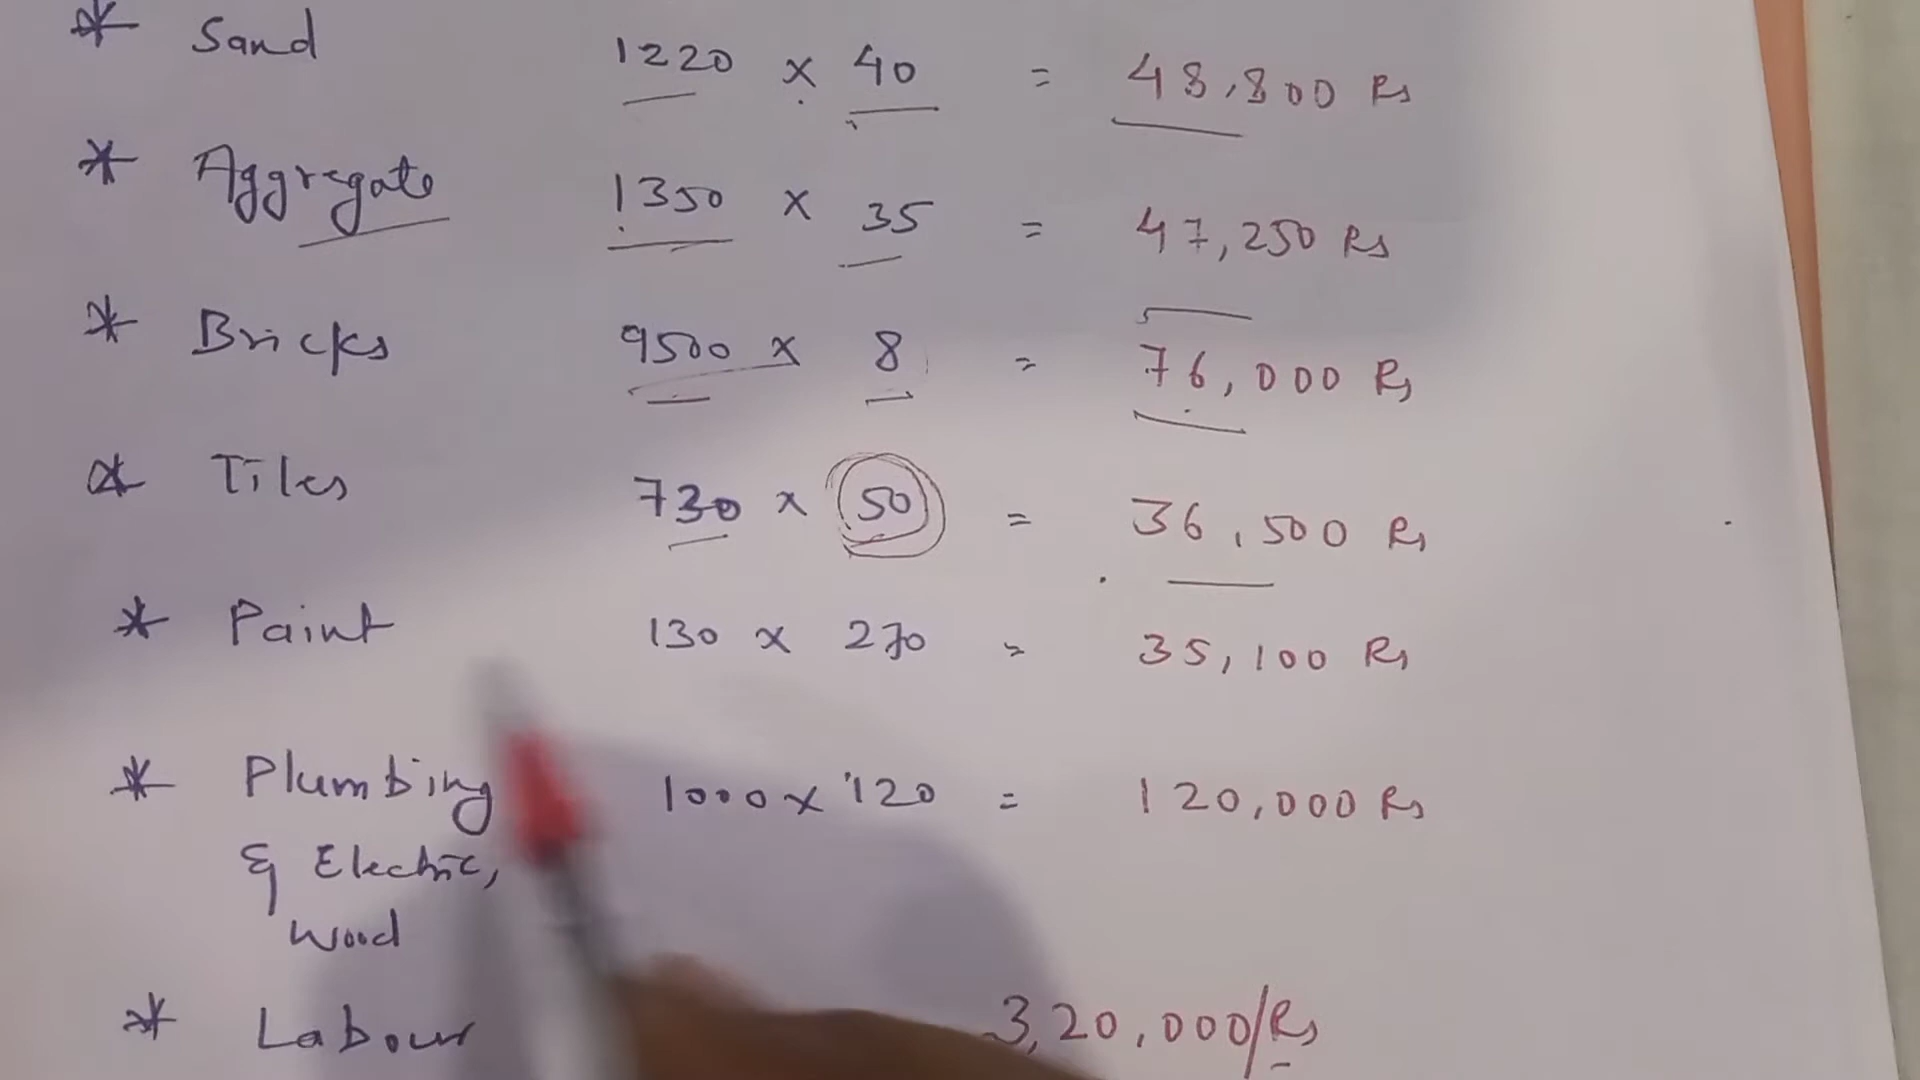 * Sand 1220 x 40 = 48,800 Rs
* Aggregate 1350 x 35 = 47,250 Rs
* Bricks 9500 x 8 = 76,000 Rs
* Tiles 730 x 50 = 36,500 Rs
* Paint 130 x 270 = 35,100 Rs
* Plumbing 1000 x 120 = 120,000 Rs
& Electric,
Wood
* Labour 3,20,000/Rs